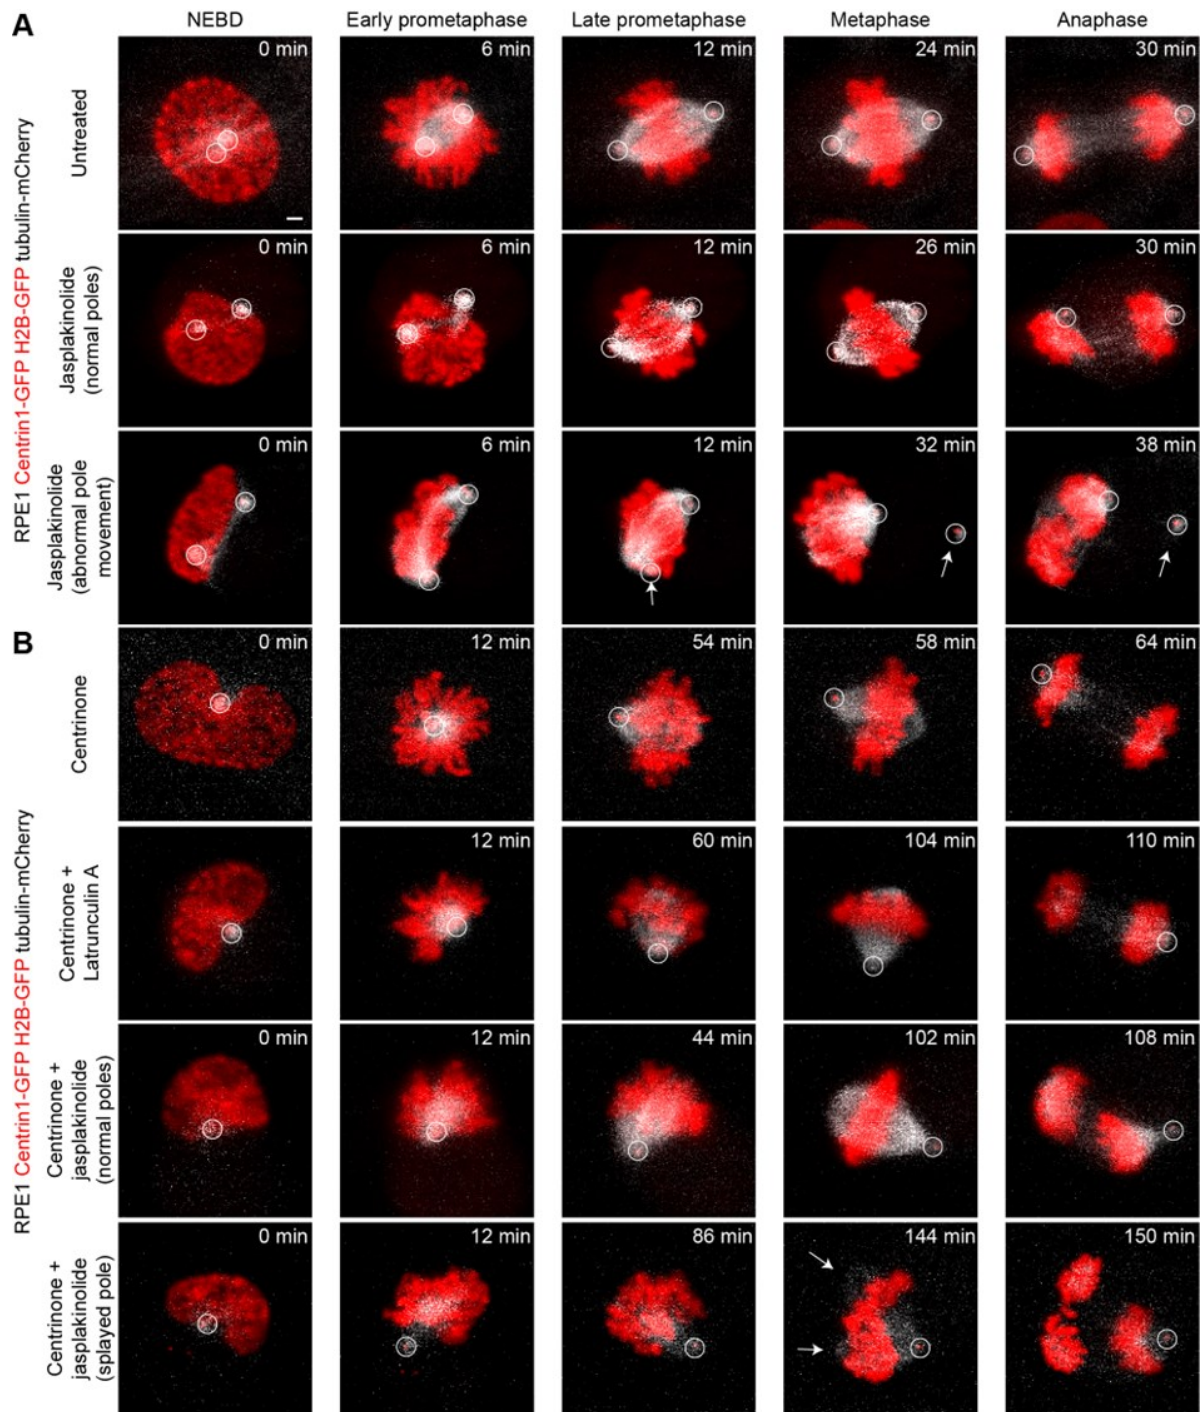 A
NEBD
Early prometaphase
Late prometaphase
Metaphase
Anaphase
RPE1 Centrin1-GFP H2B-GFP tubulin-mCherry
Untreated
0 min
6 min
12 min
24 min
30 min
Jasplakinolide
(normal poles)
0 min
6 min
12 min
26 min
30 min
Jasplakinolide
(abnormal pole
movement)
0 min
6 min
12 min
32 min
38 min
B
RPE1 Centrin1-GFP H2B-GFP tubulin-mCherry
Centrinone
0 min
12 min
54 min
58 min
64 min
Centrinone +
Latrunculin A
0 min
12 min
60 min
104 min
110 min
Centrinone +
jasplakinolide
(normal poles)
0 min
12 min
44 min
102 min
108 min
Centrinone +
jasplakinolide
(splayed pole)
0 min
12 min
86 min
144 min
150 min